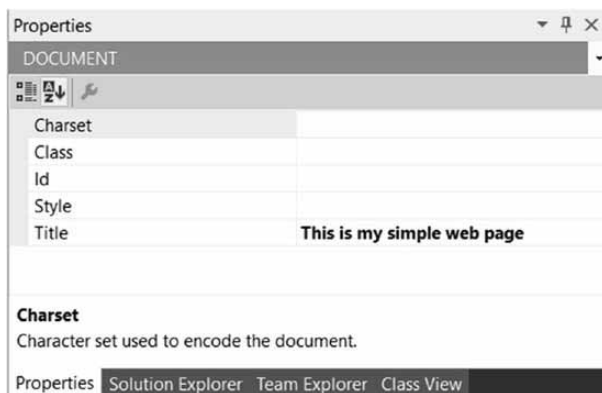 Properties
DOCUMENT
Charset
Class
Id
Style
Title This is my simple web page
Charset
Character set used to encode the document.
Properties Solution Explorer Team Explorer Class View